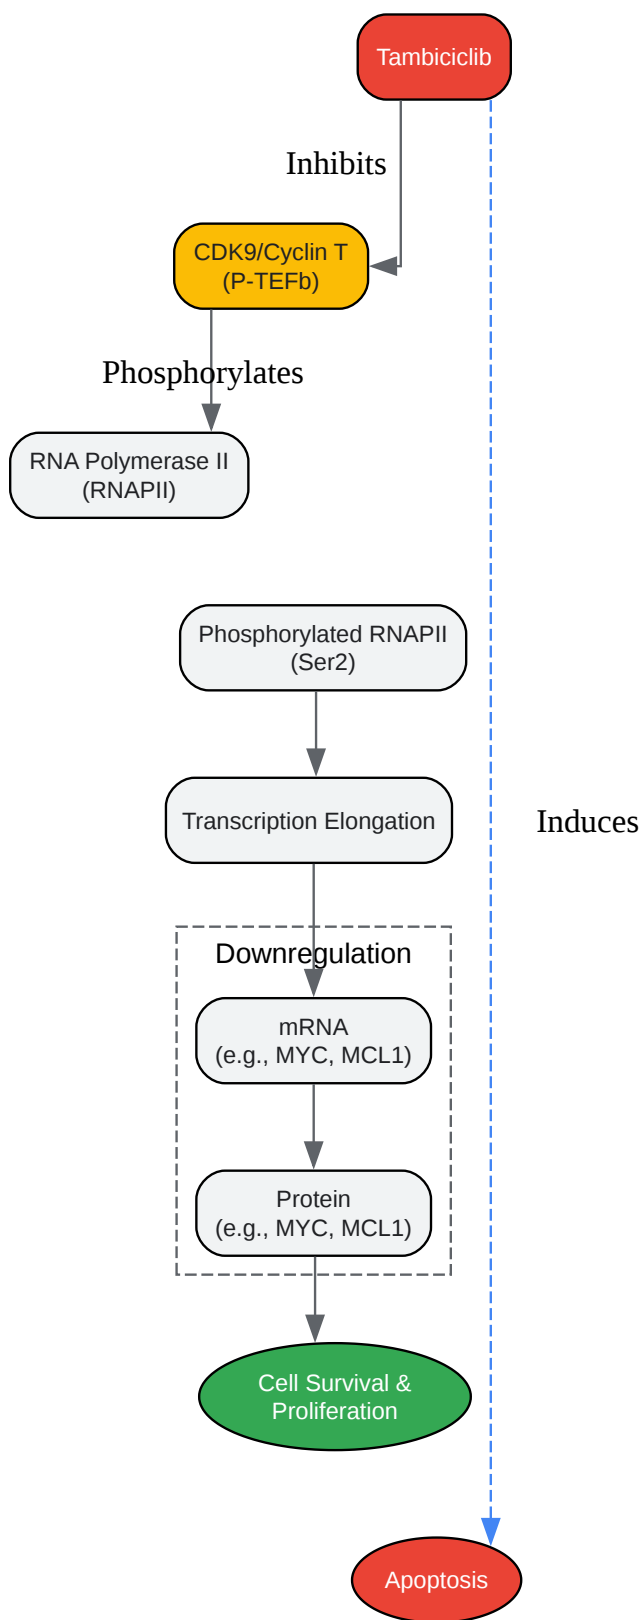 Tambiciclib
Inhibits
CDK9/Cyclin T
(P-TEFb)
Phosphorylates
RNA Polymerase II
(RNAPII)
Phosphorylated RNAPII
(Ser2)
Transcription Elongation
Induces
Downregulation
mRNA
(e.g., MYC, MCL1)
Protein
(e.g., MYC, MCL1)
Cell Survival &
Proliferation
Apoptosis